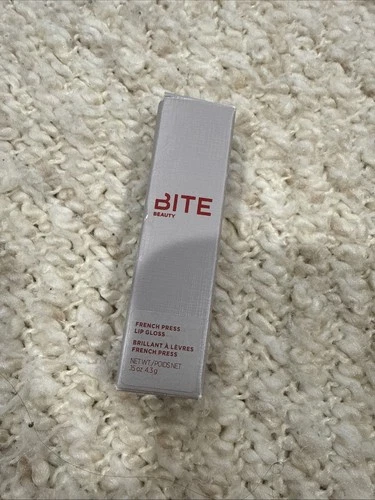 BITE
BEAUTY
FRENCH PRESS
LIP GLOSS
BRILLANT À LÈVRES
FRENCH PRESS
NET WT/POIDS NET
.15 oz 4.3 g